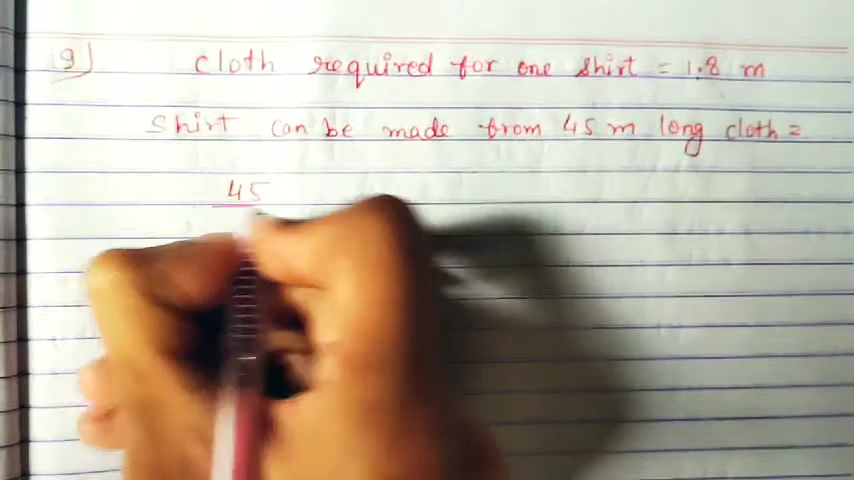 9) cloth required for one shirt = 1.8 m
shirt can be made from 45 m long cloth =
45